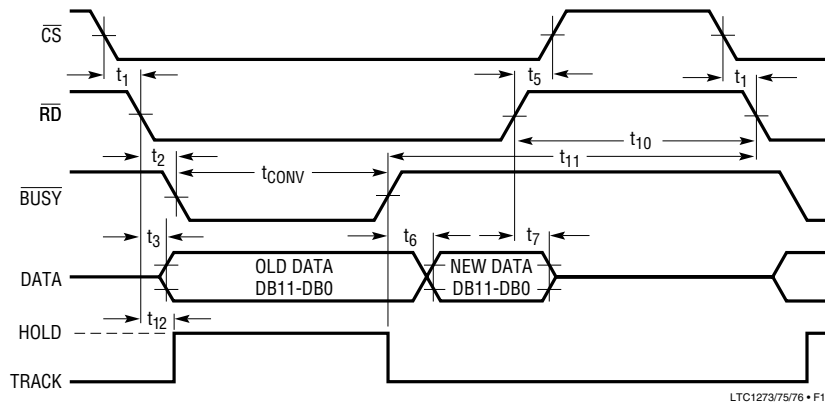 CS
t1 t5 t1
RD
t10
t2 tCONV t11
BUSY
t3 t6 t7
DATA OLD DATA NEW DATA
DB11-DB0 DB11-DB0
t12
HOLD
TRACK
LTC1273/75/76 • F1